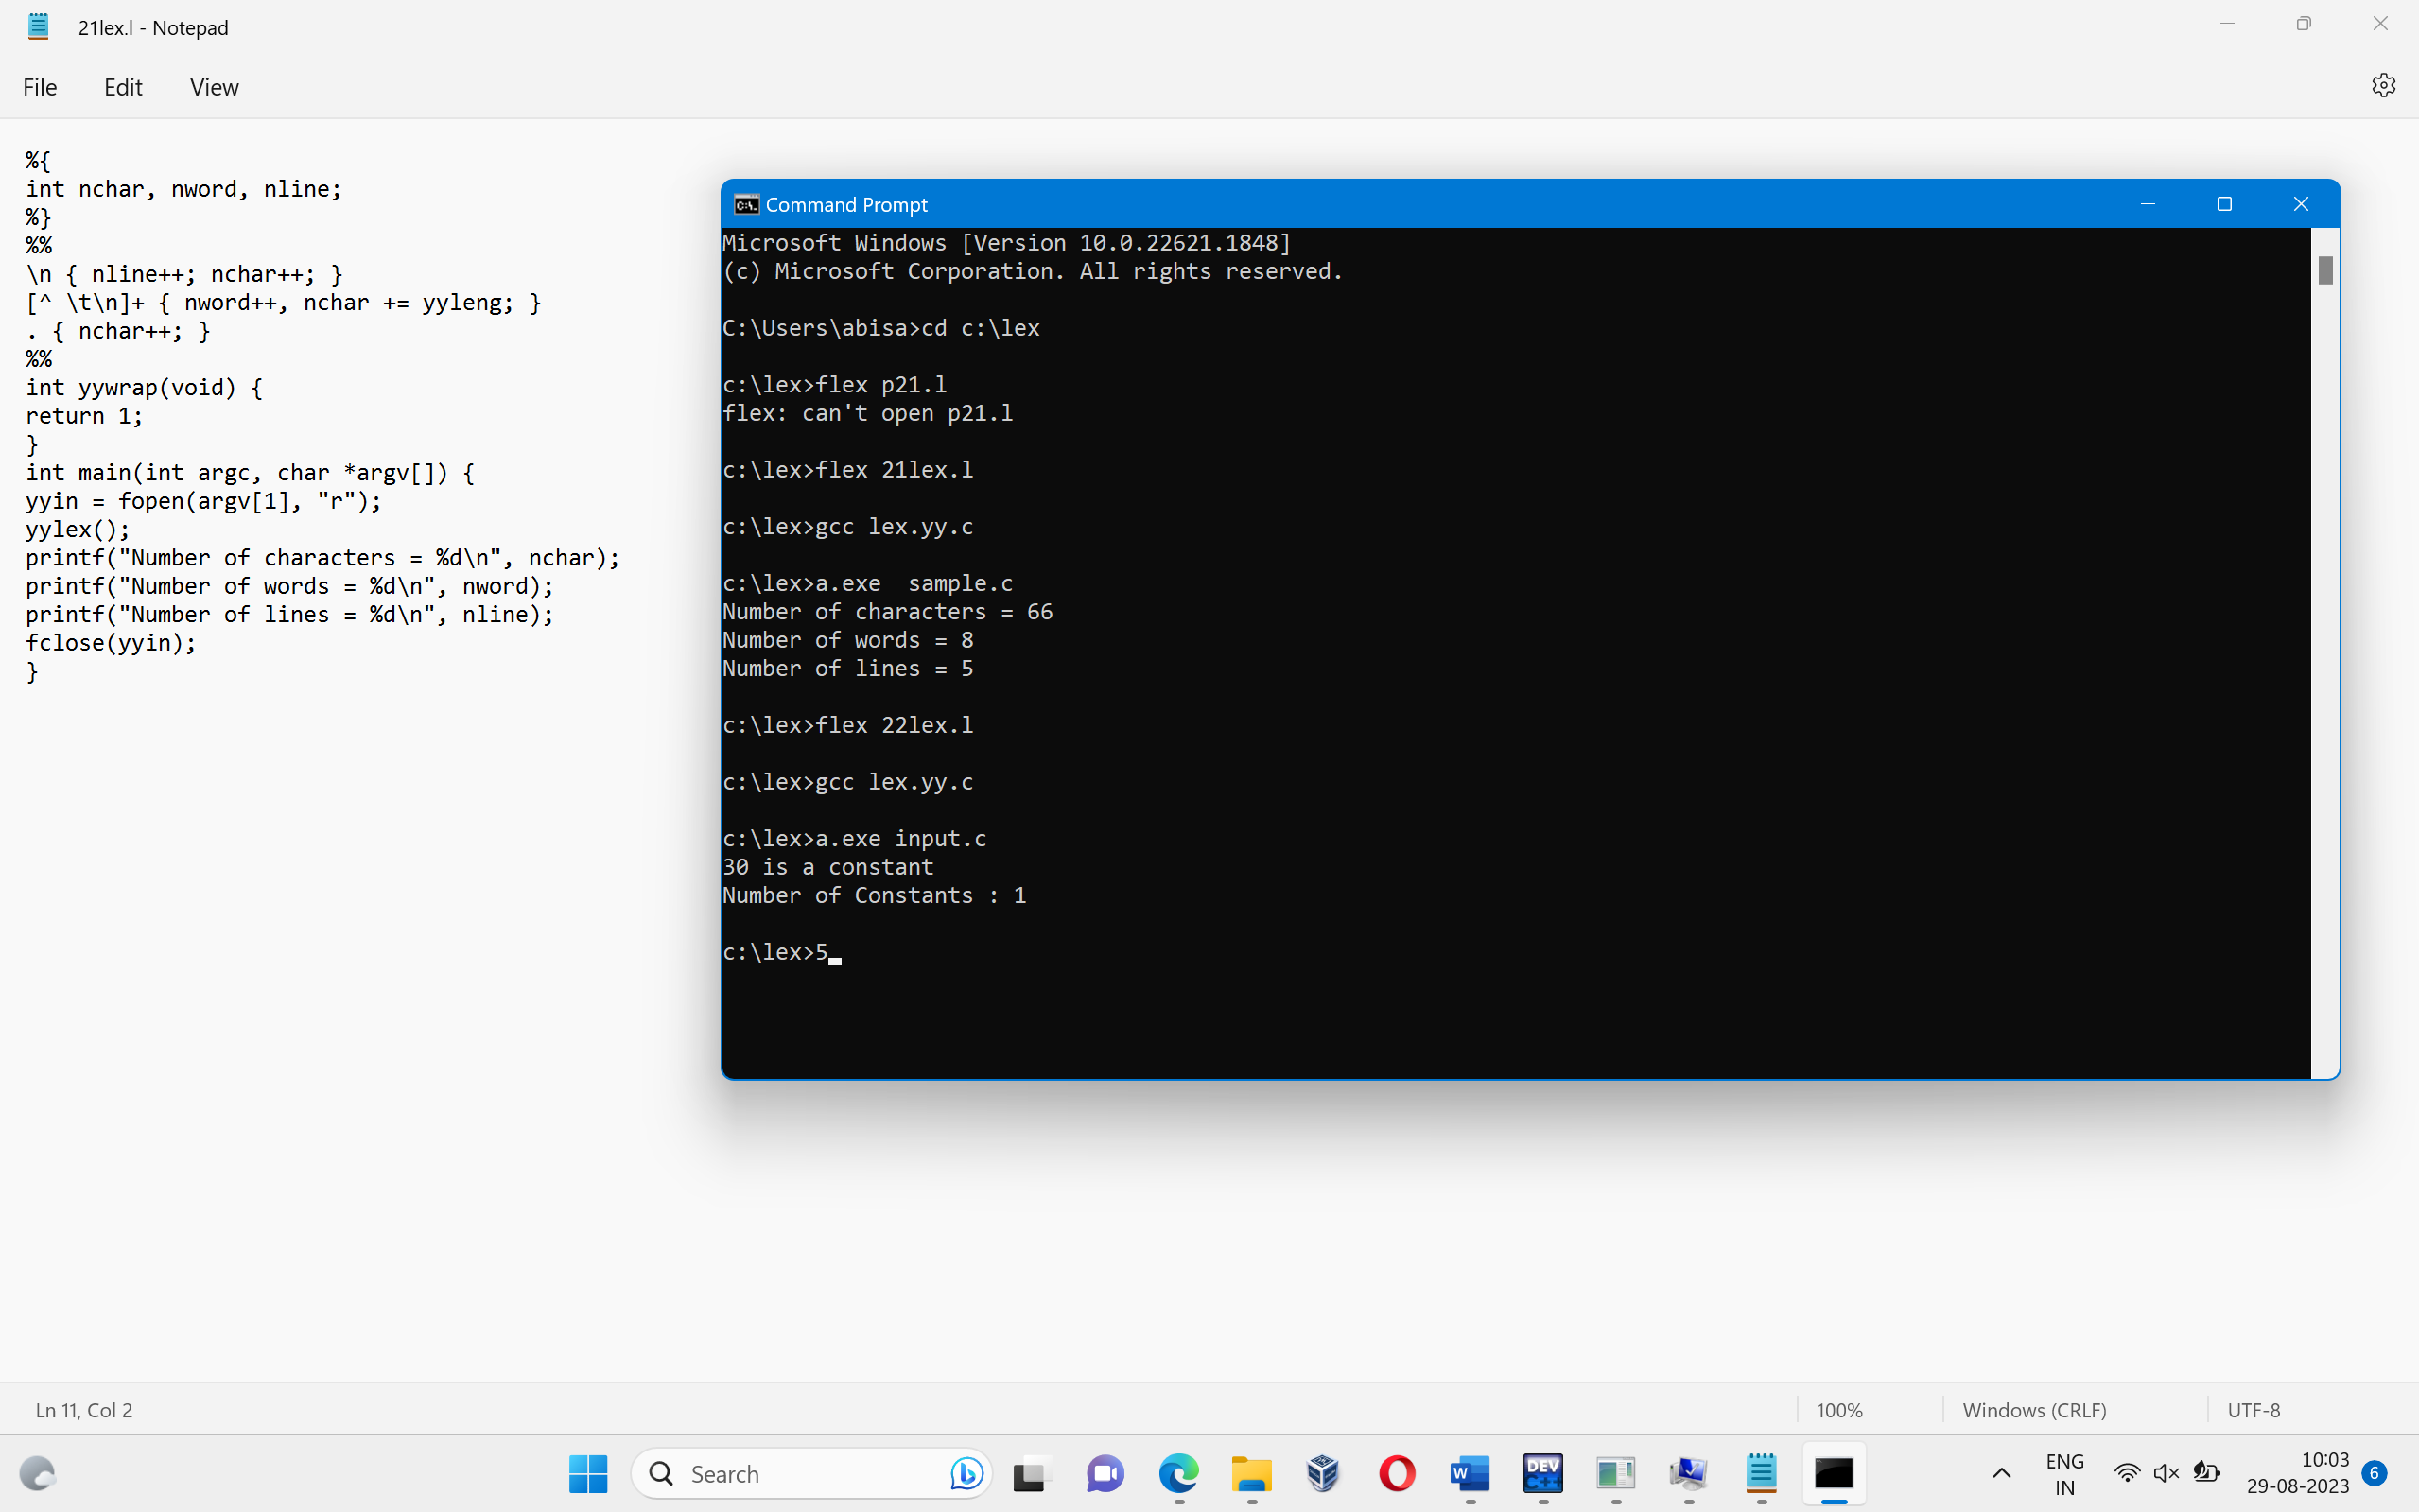 21lex.l - Notepad
File Edit View
%{
int nchar, nword, nline;
%}
%%
\n { nline++; nchar++; }
[^ \t\n]+ { nword++, nchar += yyleng; }
. { nchar++; }
%%
int yywrap(void) {
return 1;
}
int main(int argc, char *argv[]) {
yyin = fopen(argv[1], "r");
yylex();
printf("Number of characters = %d\n", nchar);
printf("Number of words = %d\n", nword);
printf("Number of lines = %d\n", nline);
fclose(yyin);
}
Command Prompt
Microsoft Windows [Version 10.0.22621.1848]
(c) Microsoft Corporation. All rights reserved.
C:\Users\abisa>cd c:\lex
c:\lex>flex p21.l
flex: can't open p21.l
c:\lex>flex 21lex.l
c:\lex>gcc lex.yy.c
c:\lex>a.exe  sample.c
Number of characters = 66
Number of words = 8
Number of lines = 5
c:\lex>flex 22lex.l
c:\lex>gcc lex.yy.c
c:\lex>a.exe input.c
30 is a constant
Number of Constants : 1
c:\lex>5
Ln 11, Col 2 100% Windows (CRLF) UTF-8
Search
W
DEV
C++
ENG
IN
10:03
29-08-2023
6